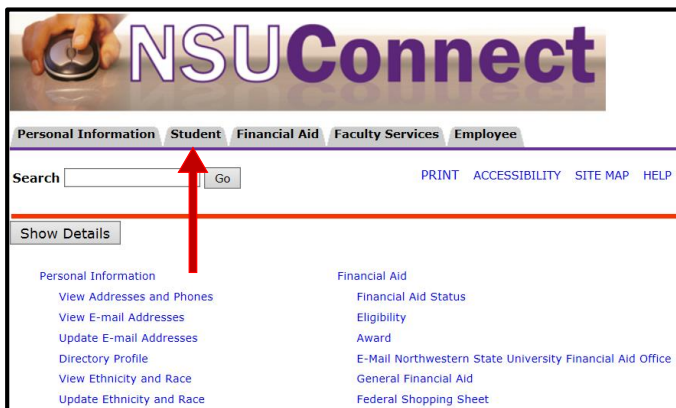 NSUConnect
Personal Information Student Financial Aid Faculty Services Employee
Search Go PRINT ACCESSIBILITY SITE MAP HELP
Show Details
Personal Information
View Addresses and Phones
View E-mail Addresses
Update E-mail Addresses
Directory Profile
View Ethnicity and Race
Update Ethnicity and Race
Financial Aid
Financial Aid Status
Eligibility
Award
E-Mail Northwestern State University Financial Aid Office
General Financial Aid
Federal Shopping Sheet